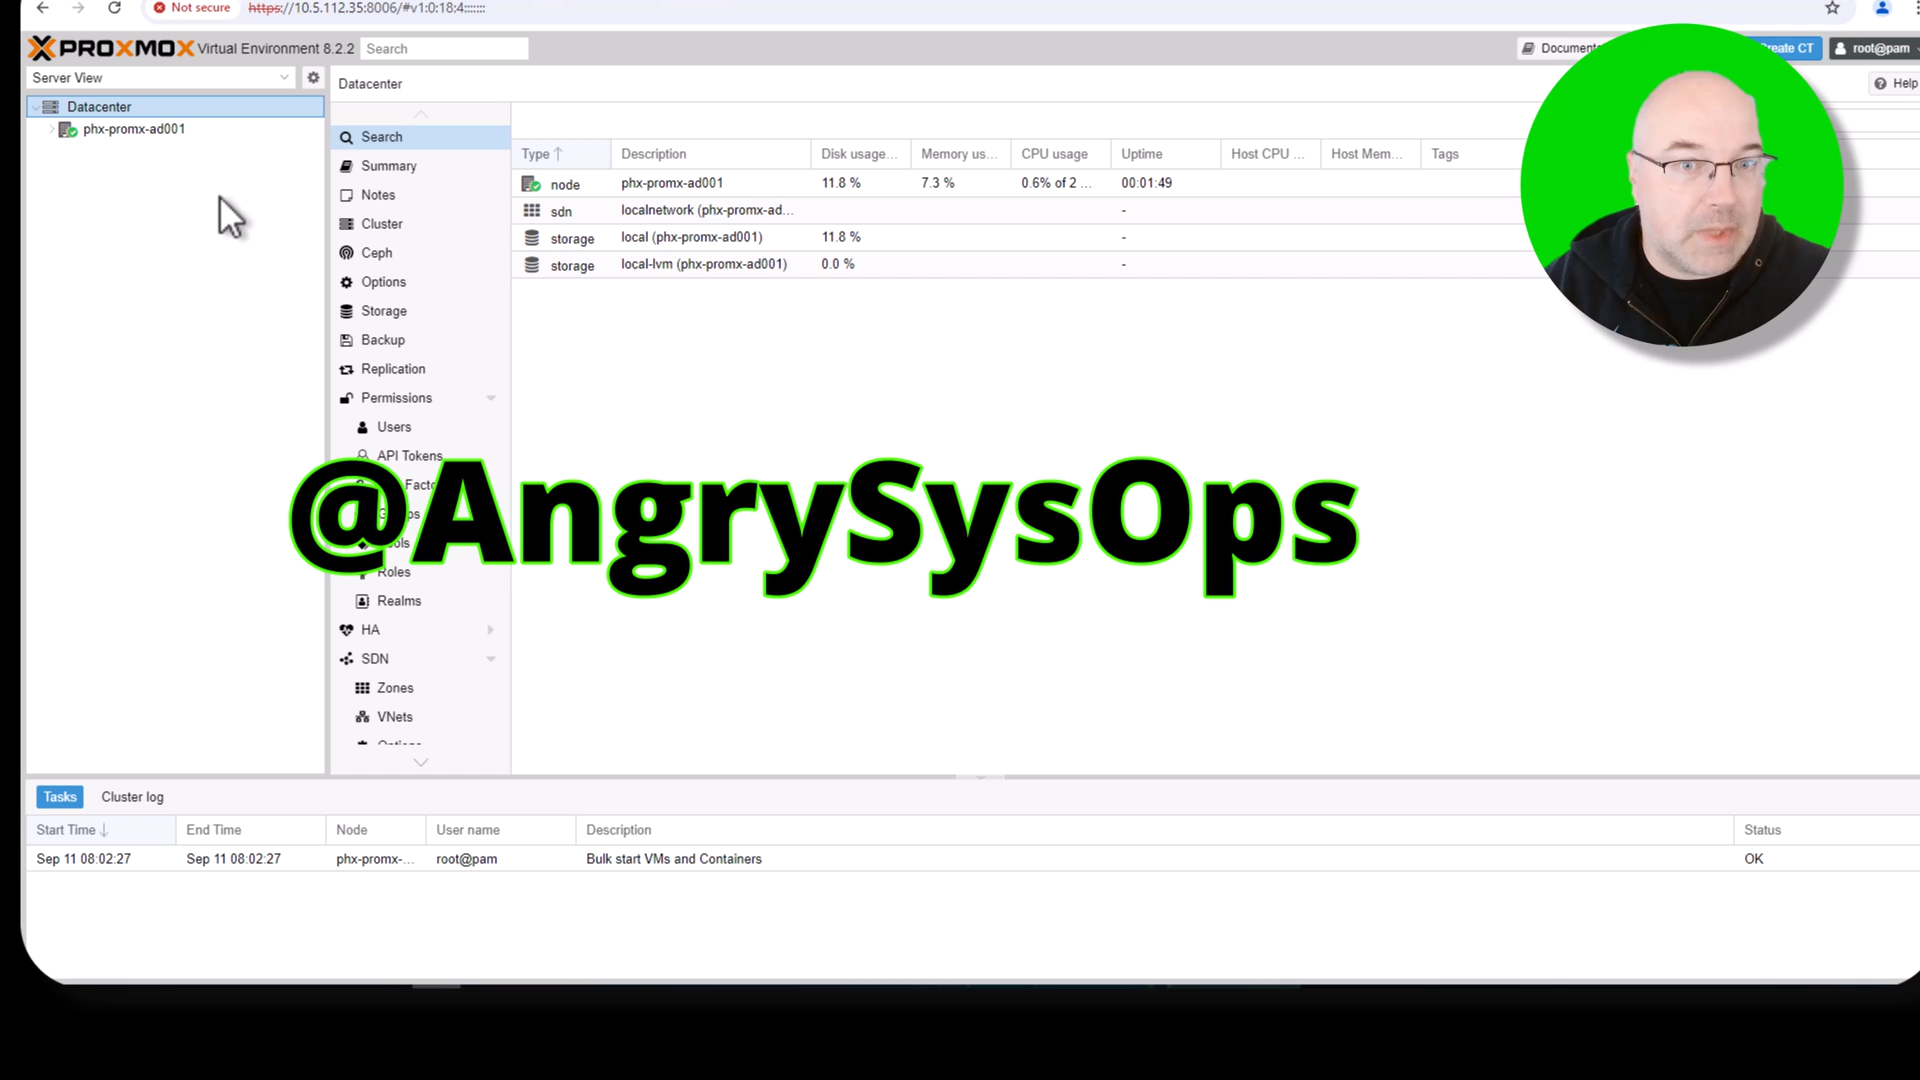 Not secure https://10.5.112.35:8006/#v1:0:18:4:::::::
PROXMOX Virtual Environment 8.2.2 Search
Create CT root@pam
Server View
Datacenter
Help
Datacenter
phx-promx-ad001
Search
Summary
Notes
Cluster
Ceph
Options
Storage
Backup
Replication
Permissions
Users
API Tokens
Roles
Realms
HA
SDN
Zones
VNets
Options
Type Description Disk usage... Memory us... CPU usage Uptime Host CPU ... Host Mem... Tags
node phx-promx-ad001 11.8 % 7.3 % 0.6% of 2 ... 00:01:49
sdn localnetwork (phx-promx-ad... -
storage local (phx-promx-ad001) 11.8 % -
storage local-lvm (phx-promx-ad001) 0.0 % -
@AngrySysOps
Tasks Cluster log
Start Time End Time Node User name Description Status
Sep 11 08:02:27 Sep 11 08:02:27 phx-promx-... root@pam Bulk start VMs and Containers OK